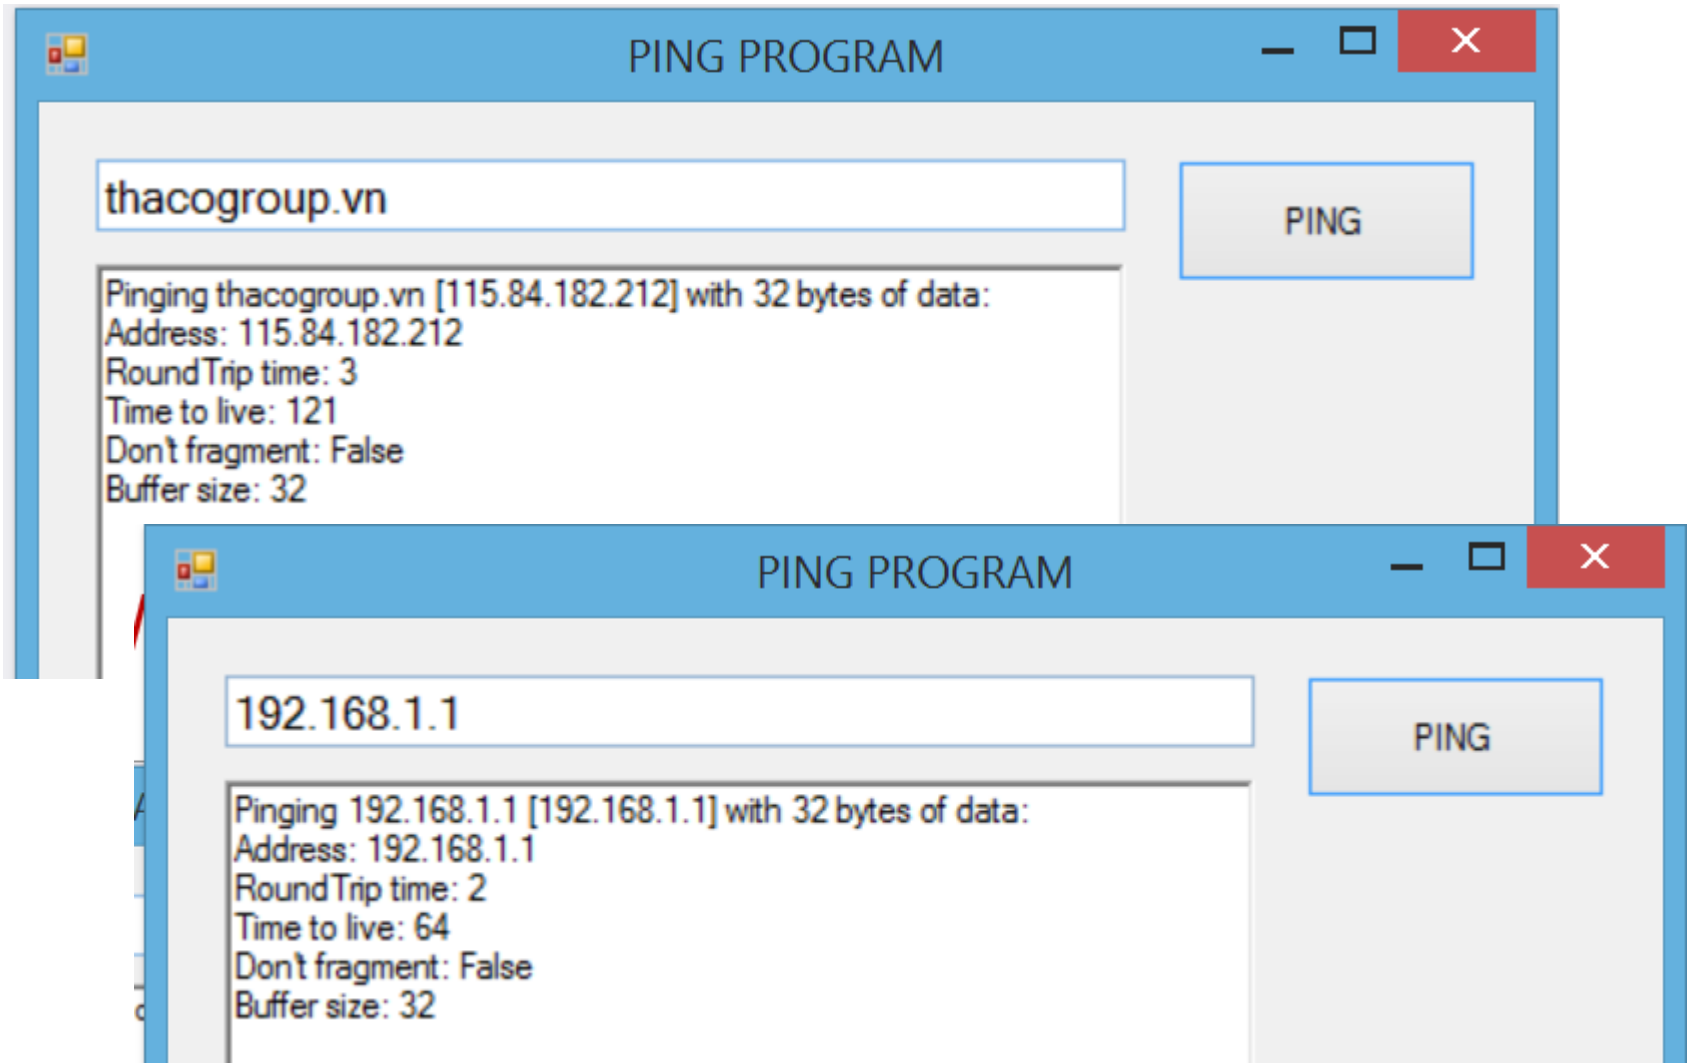 PING PROGRAM
thacogroup.vn
PING
Pinging thacogroup.vn [115.84.182.212] with 32 bytes of data:
Address: 115.84.182.212
RoundTrip time: 3
Time to live: 121
Don't fragment: False
Buffer size: 32
PING PROGRAM
192.168.1.1
PING
Pinging 192.168.1.1 [192.168.1.1] with 32 bytes of data:
Address: 192.168.1.1
RoundTrip time: 2
Time to live: 64
Don't fragment: False
Buffer size: 32